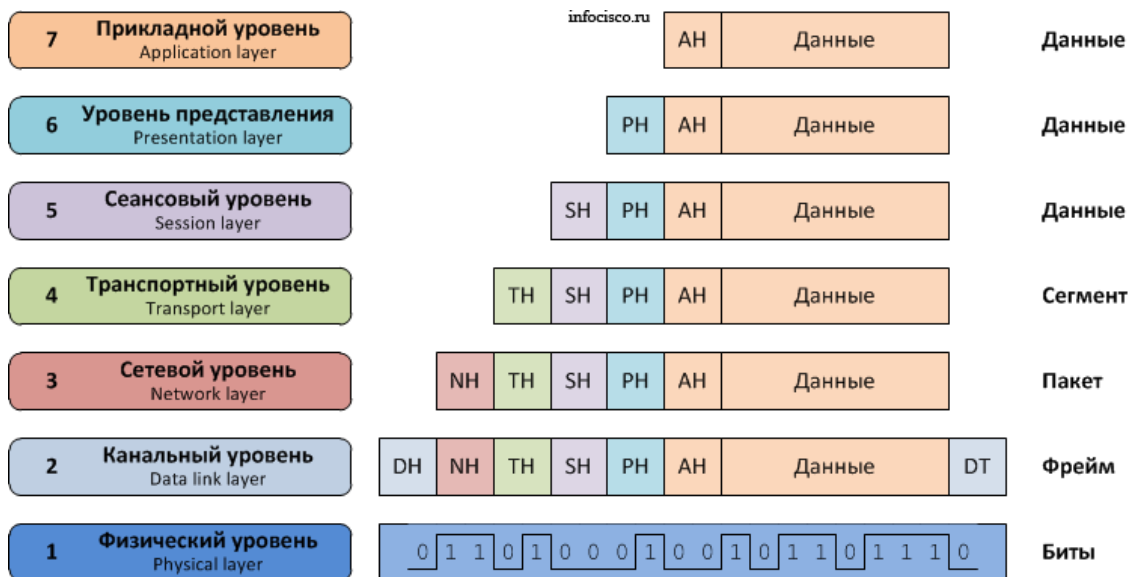 infocisco.ru
7 Прикладной уровень
Application layer
AH Данные
Данные
6 Уровень представления
Presentation layer
PH AH Данные
Данные
5 Сеансовый уровень
Session layer
SH PH AH Данные
Данные
4 Транспортный уровень
Transport layer
TH SH PH AH Данные
Сегмент
3 Сетевой уровень
Network layer
NH TH SH PH AH Данные
Пакет
2 Канальный уровень
Data link layer
DH NH TH SH PH AH Данные DT
Фрейм
1 Физический уровень
Physical layer
0 1 1 0 1 0 0 0 1 0 0 1 0 1 1 0 1 1 1 0
Биты